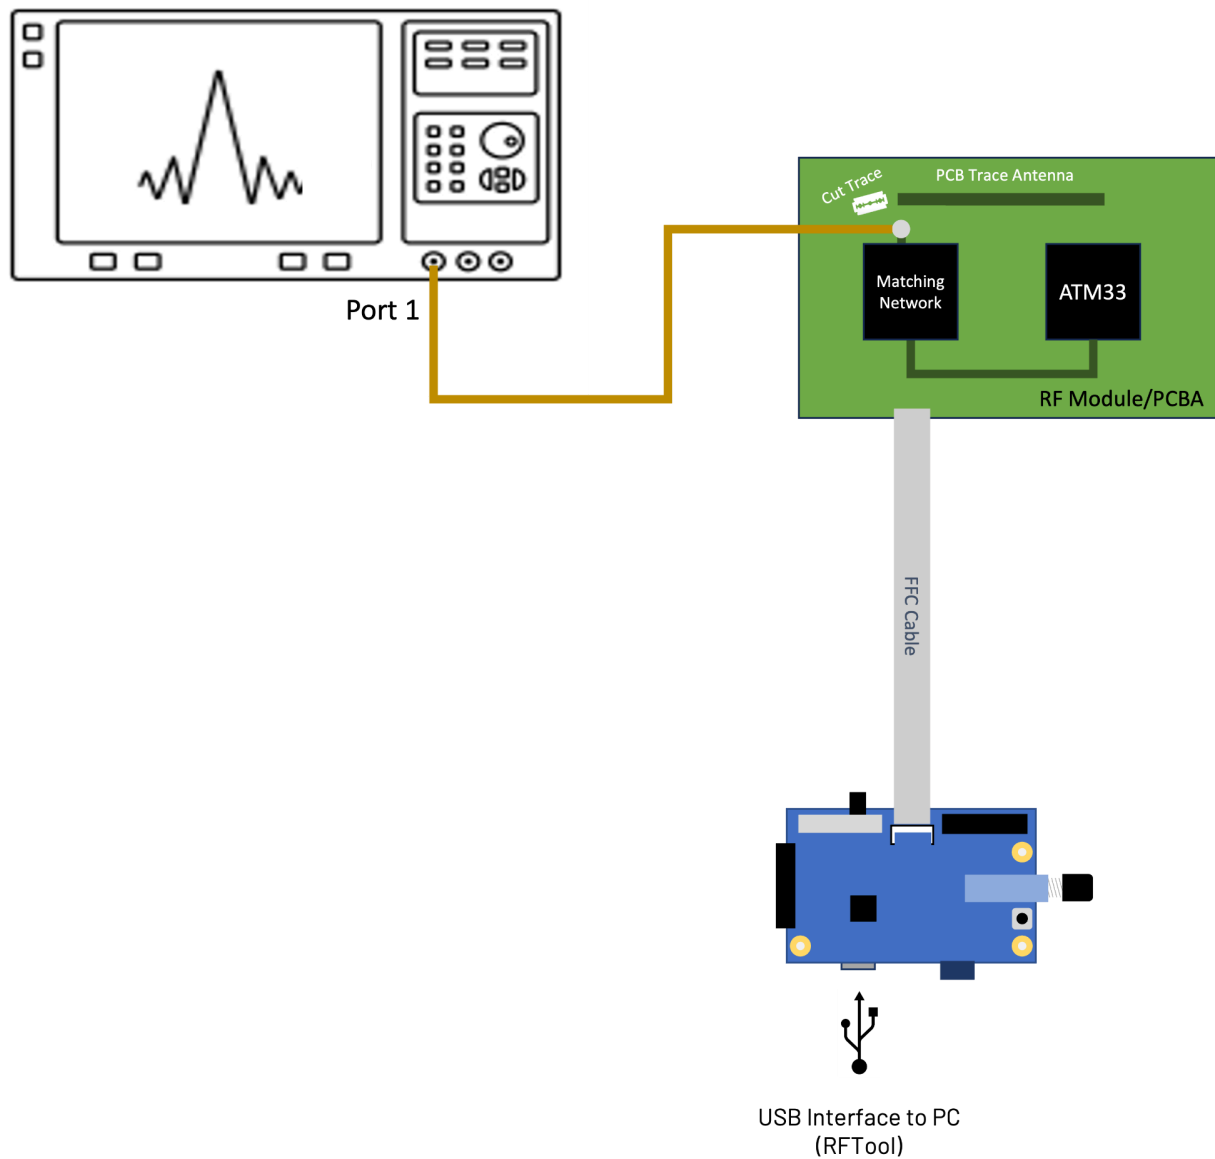 Port 1
Cut Trace
PCB Trace Antenna
Matching
Network
ATM33
RF Module/PCBA
FFC Cable
USB Interface to PC
(RFTool)